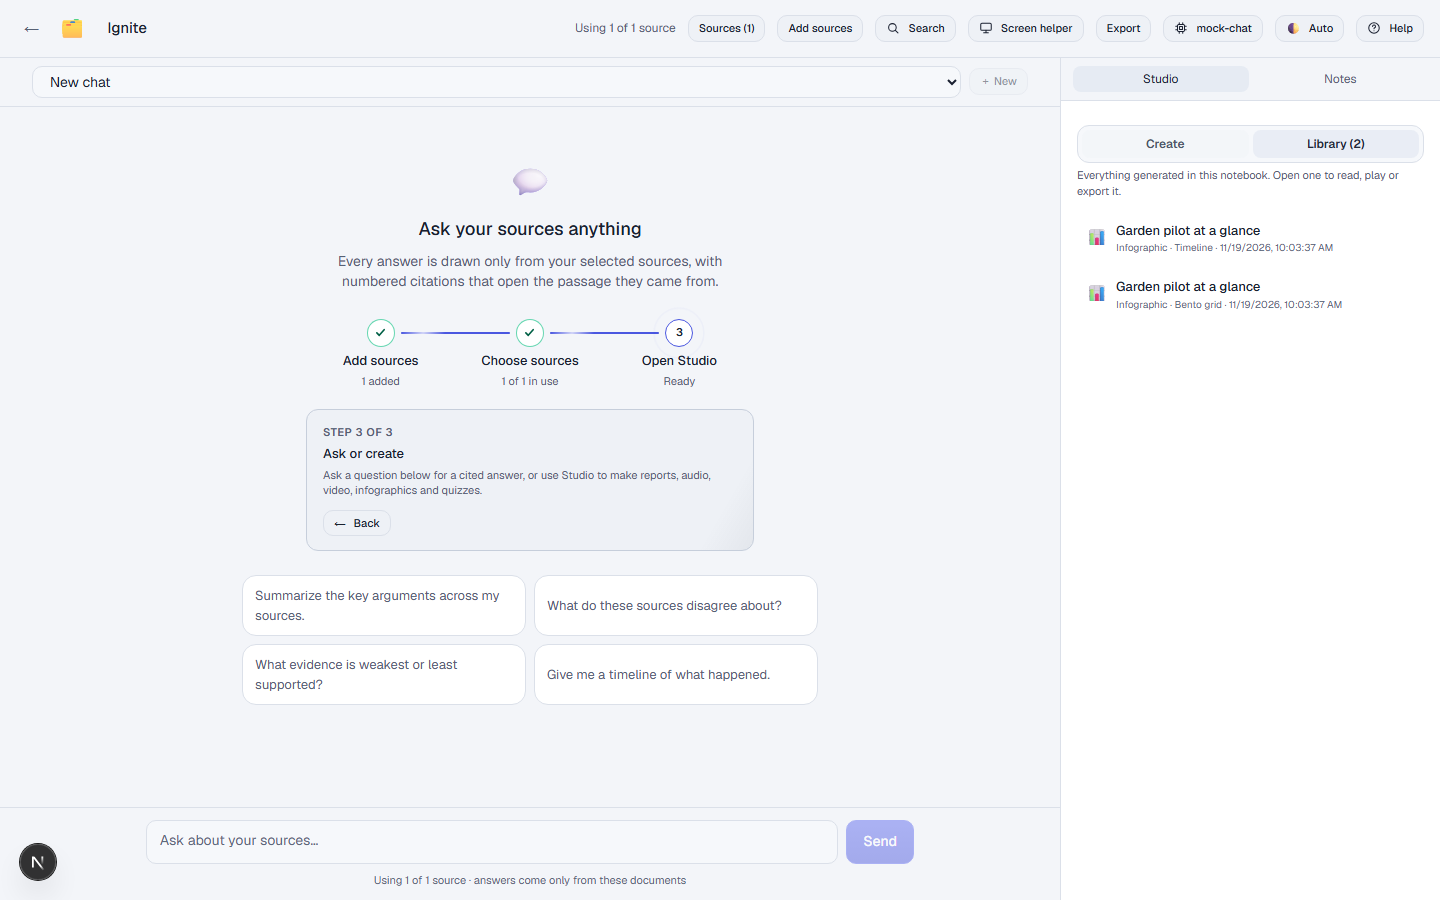 Ignite
Using 1 of 1 source
Sources (1)
Add sources
Search
Screen helper
Export
mock-chat
Auto
Help
New chat
+ New
Studio
Notes
Ask your sources anything
Every answer is drawn only from your selected sources, with
numbered citations that open the passage they came from.
3
Add sources
Choose sources
Open Studio
1 added
1 of 1 in use
Ready
STEP 3 OF 3
Ask or create
Ask a question below for a cited answer, or use Studio to make reports, audio,
video, infographics and quizzes.
← Back
Summarize the key arguments across my
sources.
What do these sources disagree about?
What evidence is weakest or least
supported?
Give me a timeline of what happened.
Ask about your sources...
Send
Using 1 of 1 source · answers come only from these documents
N
Create
Library (2)
Everything generated in this notebook. Open one to read, play or
export it.
Garden pilot at a glance
Infographic · Timeline · 11/19/2026, 10:03:37 AM
Garden pilot at a glance
Infographic · Bento grid · 11/19/2026, 10:03:37 AM